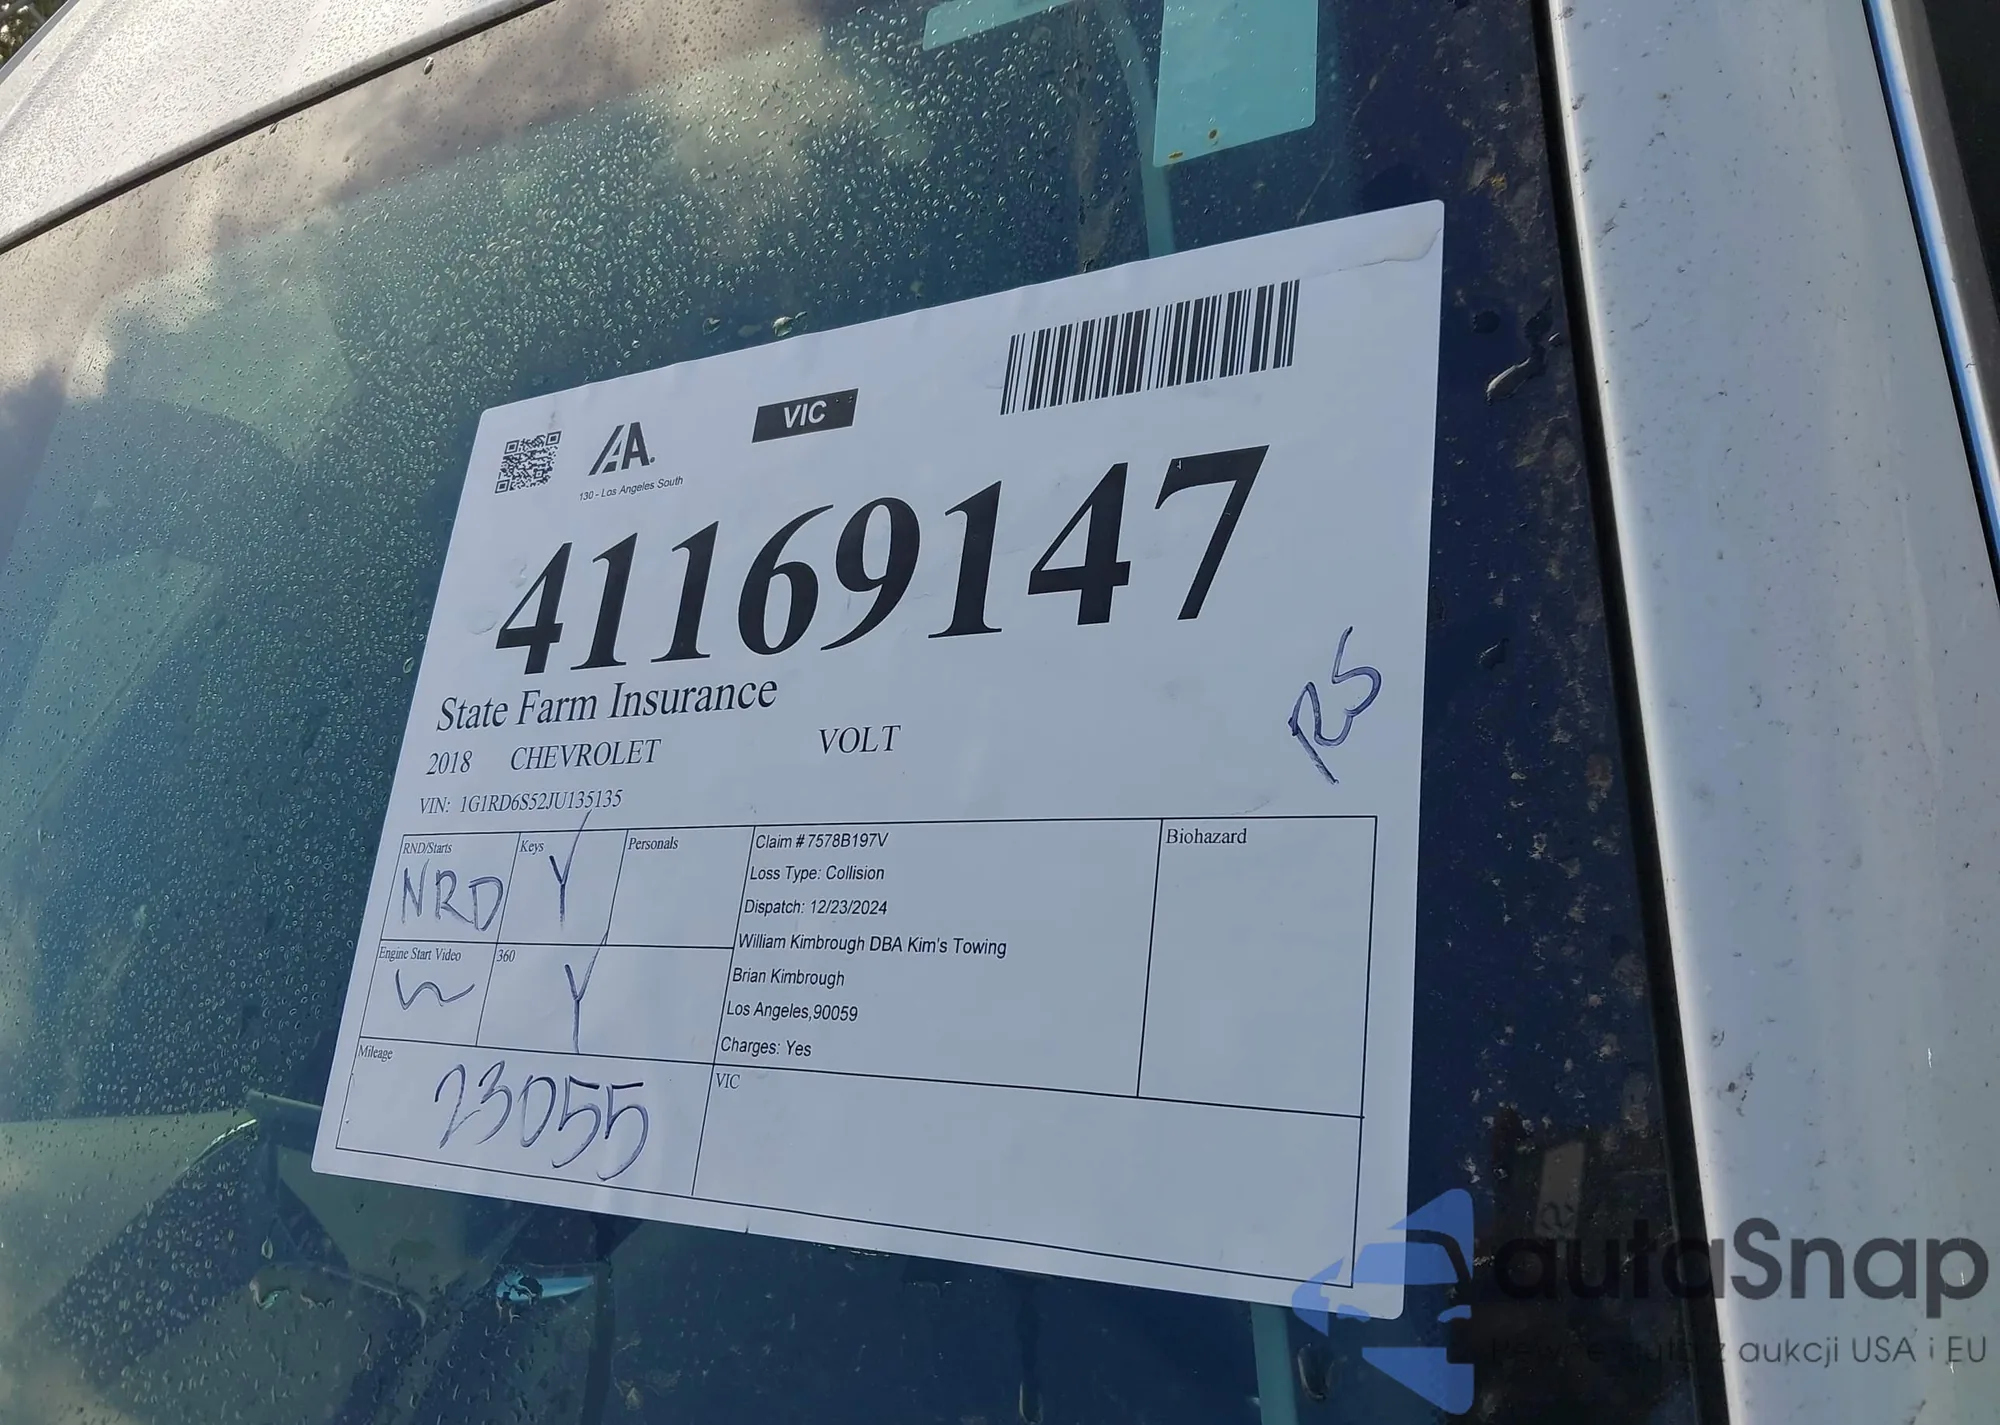 VIC
IAA.
130 - Los Angeles South
41169147
State Farm Insurance
2018 CHEVROLET VOLT
RS
VIN: 1G1RD6S52JU135135
RND/Starts
NRD
Keys
Y
Personals
Engine Start Video
360
Y
Mileage
23055
Claim # 7578B197V
Loss Type: Collision
Dispatch: 12/23/2024
William Kimbrough DBA Kim's Towing
Brian Kimbrough
Los Angeles,90059
Charges: Yes
Biohazard
VIC
autaSnap
aukcji USA i EU